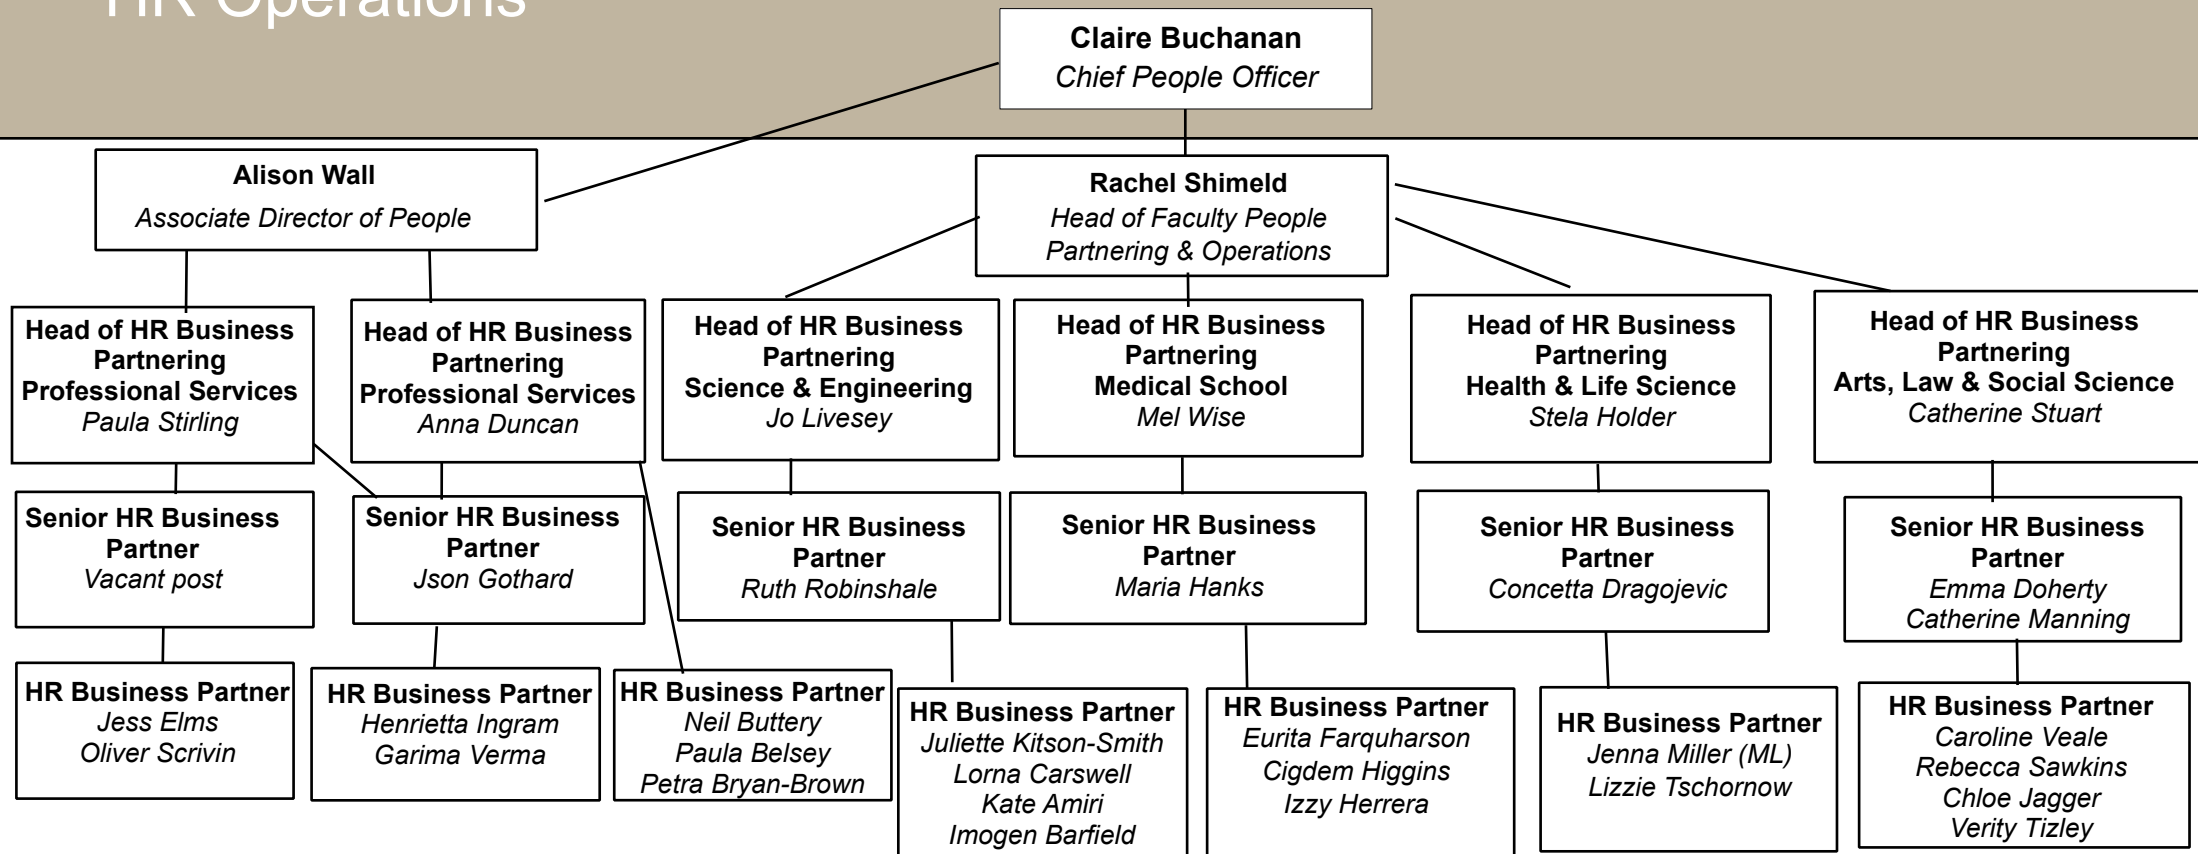 HR Operations
Claire Buchanan
Chief People Officer
Alison Wall
Associate Director of People
Rachel Shimeld
Head of Faculty People
Partnering & Operations
Head of HR Business
Partnering
Professional Services
Paula Stirling
Head of HR Business
Partnering
Professional Services
Anna Duncan
Head of HR Business
Partnering
Science & Engineering
Jo Livesey
Head of HR Business
Partnering
Medical School
Mel Wise
Head of HR Business
Partnering
Health & Life Science
Stela Holder
Head of HR Business
Partnering
Arts, Law & Social Science
Catherine Stuart
Senior HR Business
Partner
Vacant post
Senior HR Business
Partner
Json Gothard
Senior HR Business
Partner
Ruth Robinshale
Senior HR Business
Partner
Maria Hanks
Senior HR Business
Partner
Concetta Dragojevic
Senior HR Business
Partner
Emma Doherty
Catherine Manning
HR Business Partner
Jess Elms
Oliver Scrivin
HR Business Partner
Henrietta Ingram
Garima Verma
HR Business Partner
Neil Buttery
Paula Belsey
Petra Bryan-Brown
HR Business Partner
Juliette Kitson-Smith
Lorna Carswell
Kate Amiri
Imogen Barfield
HR Business Partner
Eurita Farquharson
Cigdem Higgins
Izzy Herrera
HR Business Partner
Jenna Miller (ML)
Lizzie Tschornow
HR Business Partner
Caroline Veale
Rebecca Sawkins
Chloe Jagger
Verity Tizley